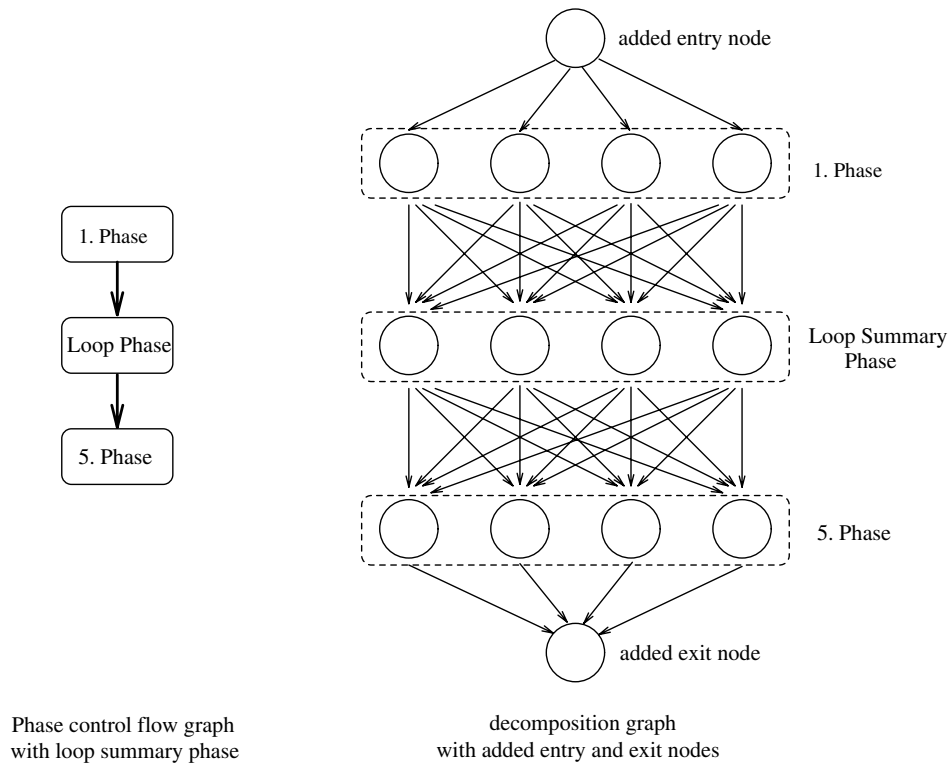 added entry node
1. Phase
1. Phase
Loop Phase
Loop Summary
Phase
5. Phase
5. Phase
added exit node
Phase control flow graph
with loop summary phase
decomposition graph
with added entry and exit nodes